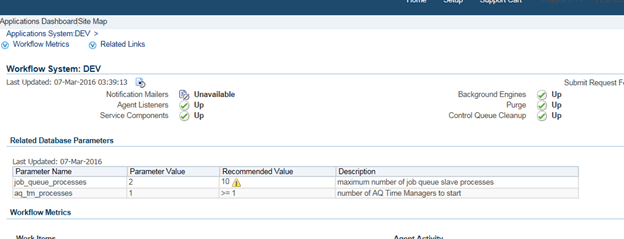 Home Setup Support Cart
Applications DashboardSite Map
Applications System:DEV >
Workflow Metrics Related Links
Workflow System: DEV
Last Updated: 07-Mar-2016 03:39:13 Submit Request Fo
Notification Mailers Unavailable Background Engines Up
Agent Listeners Up Purge Up
Service Components Up Control Queue Cleanup Up
Related Database Parameters
Last Updated: 07-Mar-2016
Parameter Name Parameter Value Recommended Value Description
job_queue_processes 2 10 maximum number of job queue slave processes
aq_tm_processes 1 >= 1 number of AQ Time Managers to start
Workflow Metrics
Work Items Agent Activity